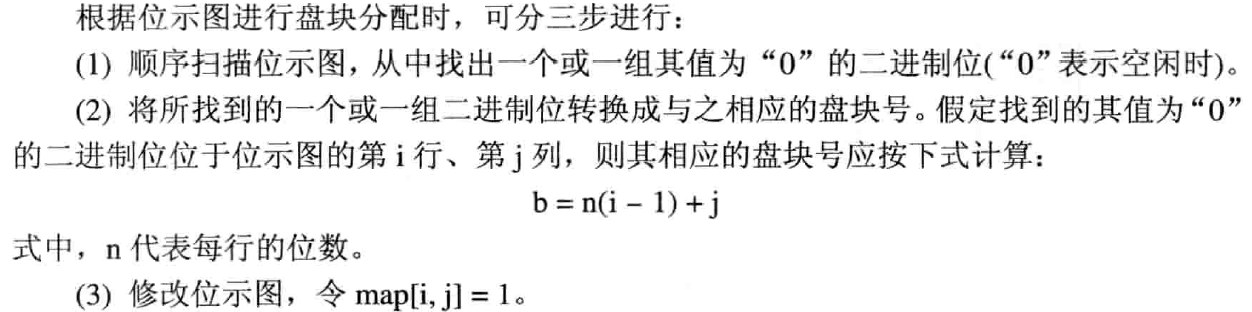 根据位示图进行盘块分配时，可分三步进行：
(1) 顺序扫描位示图，从中找出一个或一组其值为“0”的二进制位(“0”表示空闲时)。
(2) 将所找到的一个或一组二进制位转换成与之相应的盘块号。假定找到的其值为“0”
的二进制位位于位示图的第 i 行、第 j 列，则其相应的盘块号应按下式计算：
b = n(i − 1) + j
式中，n 代表每行的位数。
(3) 修改位示图，令 map[i, j] = 1。